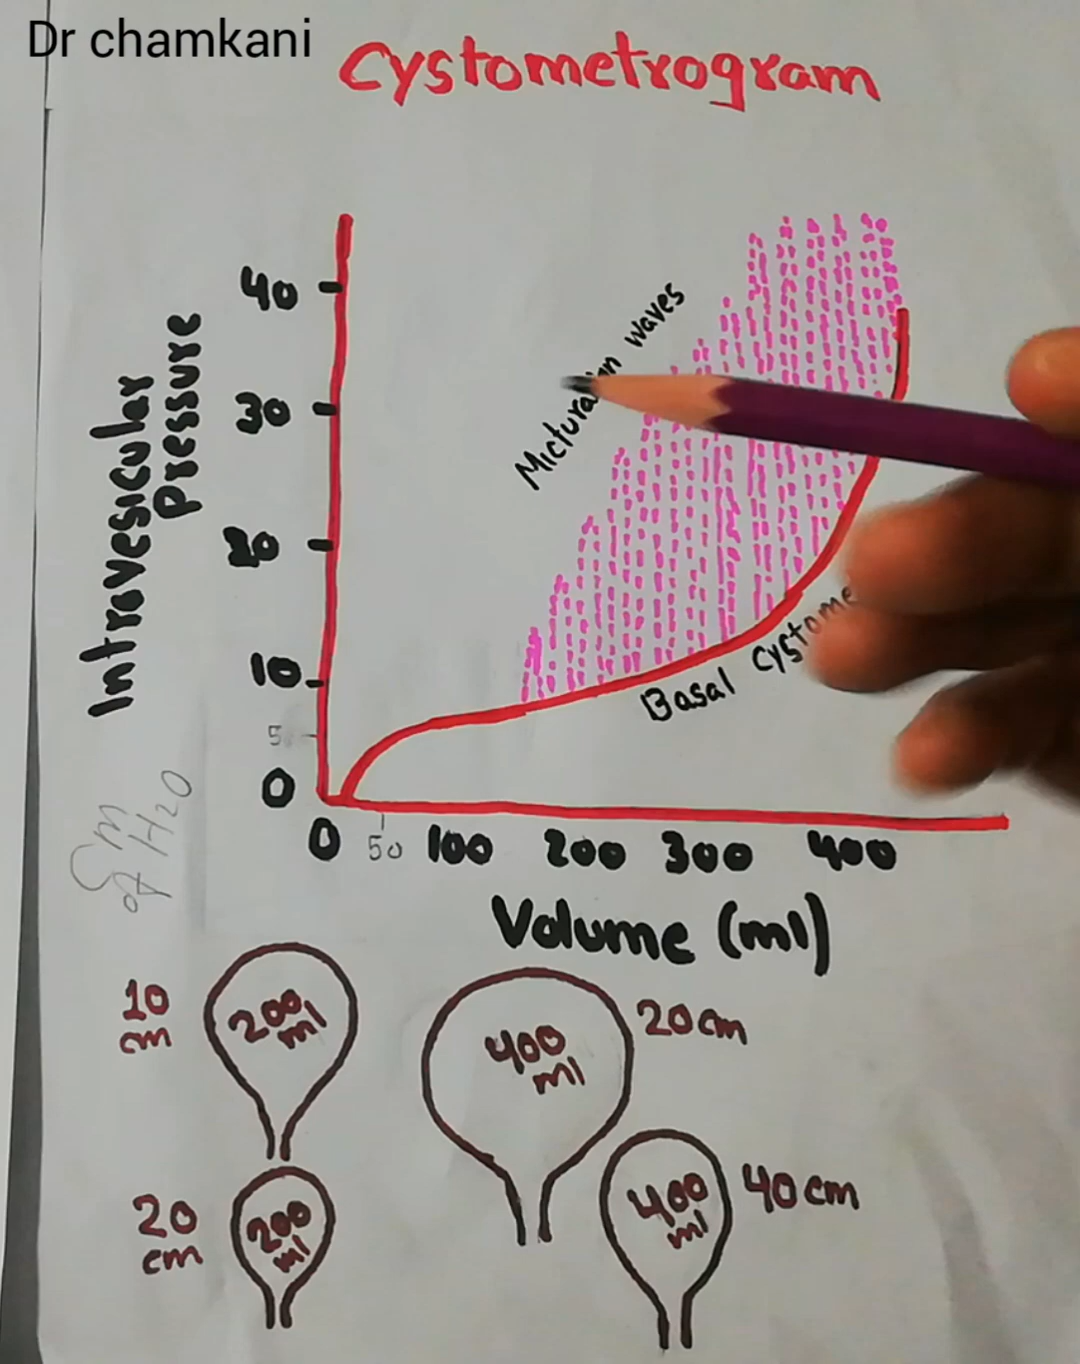 Dr chamkani
Cystometrogram
Intravesicular
Pressure
Cm
of H2O
40
30
20
10
5
0
Micturation waves
Basal Cystome
0 50 100 200 300 400
Volume (ml)
10
cm
200
ml
400
ml
20cm
20
cm
200
ml
400
ml
40cm